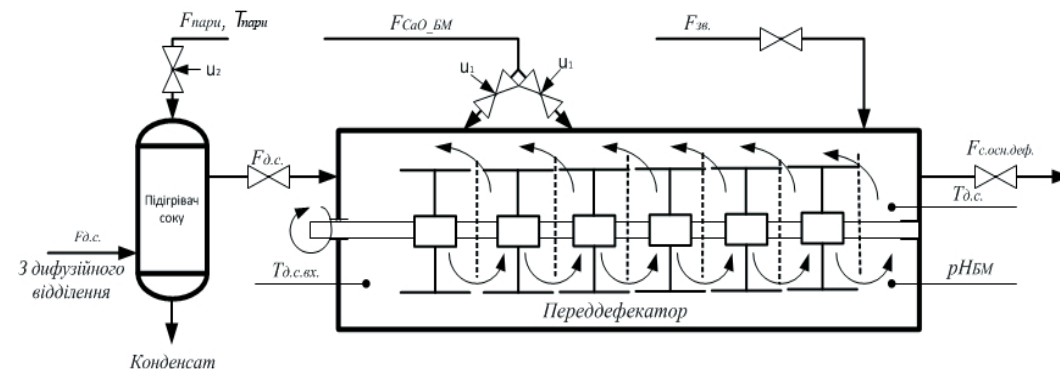 Fпари, Tпари
FCaO_БМ
Fзв.
u₂
u₁
u₁
Fд.с.
Fс.осн.деф.
Підігрівач
соку
Tд.с.
Fд.с.
З дифузійного
відділення
Tд.с.вх.
pHБМ
Переддефекатор
Конденсат